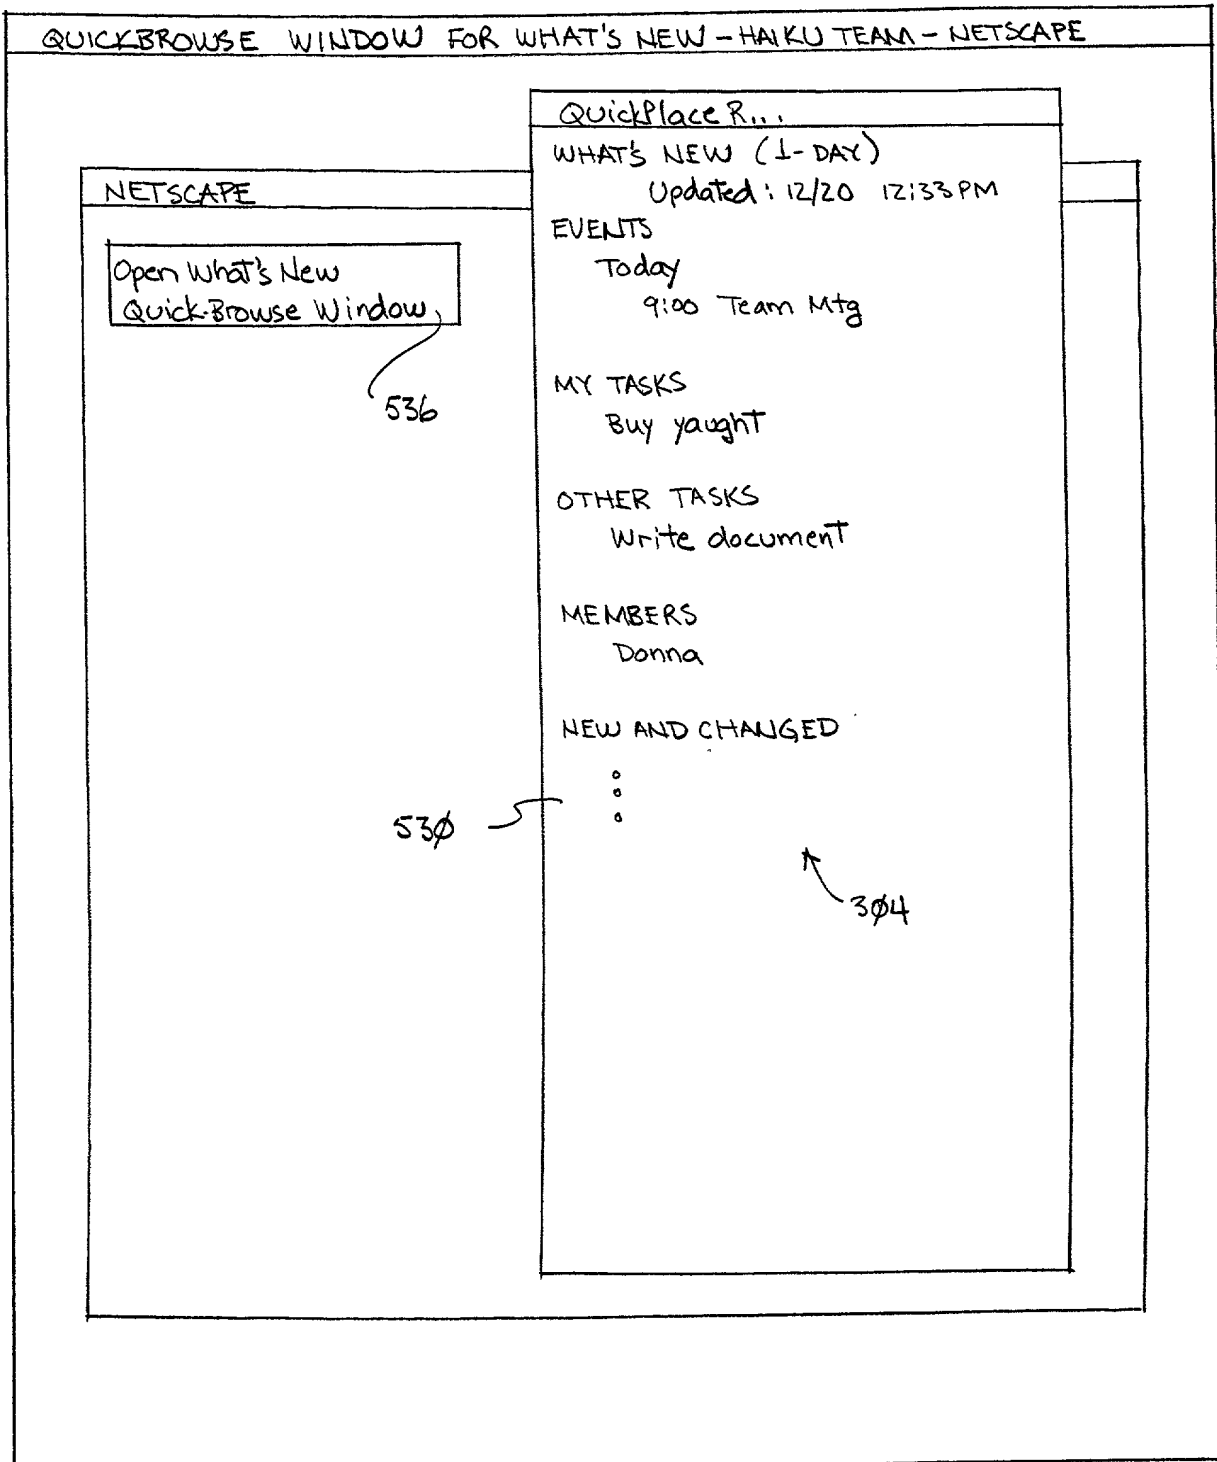 QUICKBROWSE WINDOW FOR WHAT'S NEW - HAIKU TEAM - NETSCAPE
QuickPlace R...
WHAT'S NEW (1-DAY)
NETSCAPE
Updated: 12/20 12:33PM
EVENTS
Today
9:00 Team Mtg
Open What's New
Quick-Browse Window
536
MY TASKS
Buy yaught
OTHER TASKS
Write document
MEMBERS
Donna
NEW AND CHANGED
530
304